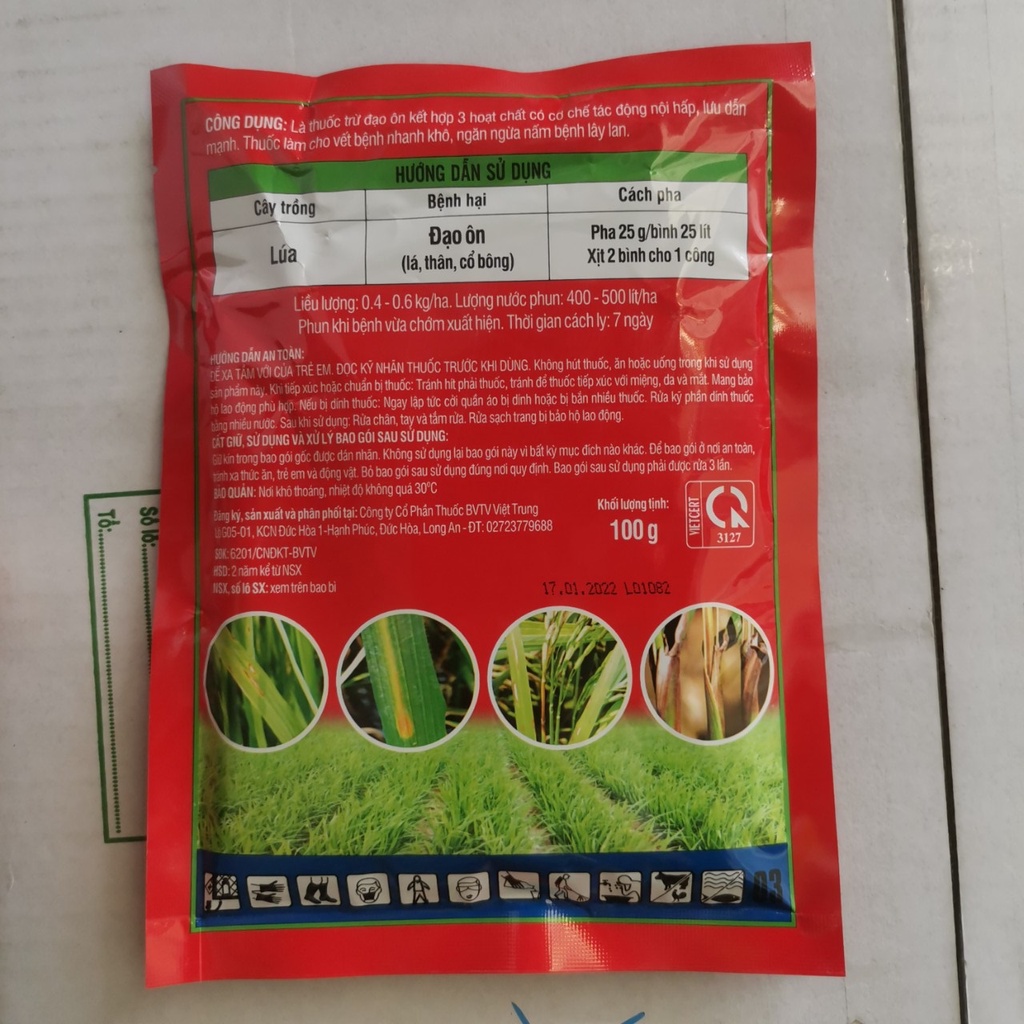 CÔNG DỤNG: Là thuốc trừ đạo ôn kết hợp 3 hoạt chất có cơ chế tác động nội hấp, lưu dẫn
mạnh. Thuốc làm cho vết bệnh nhanh khô, ngăn ngừa nấm bệnh lây lan.
HƯỚNG DẪN SỬ DỤNG
Cây trồng
Bệnh hại
Cách pha
Lúa
Đạo ôn
(lá, thân, cổ bông)
Pha 25 g/bình 25 lít
Xịt 2 bình cho 1 công
Liều lượng: 0.4 - 0.6 kg/ha. Lượng nước phun: 400 - 500 lít/ha
Phun khi bệnh vừa chớm xuất hiện. Thời gian cách ly: 7 ngày
HƯỚNG DẪN AN TOÀN:
ĐỂ XA TẦM VỚI CỦA TRẺ EM. ĐỌC KỸ NHÃN THUỐC TRƯỚC KHI DÙNG. Không hút thuốc, ăn hoặc uống trong khi sử dụng
sản phẩm này. Khi tiếp xúc hoặc chuẩn bị thuốc: Tránh hít phải thuốc, tránh để thuốc tiếp xúc với miệng, da và mắt. Mang bảo
hộ lao động phù hợp. Nếu bị dính thuốc: Ngay lập tức cởi quần áo bị dính hoặc bị bắn nhiều thuốc. Rửa kỹ phần dính thuốc
bằng nhiều nước. Sau khi sử dụng: Rửa chân, tay và tắm rửa. Rửa sạch trang bị bảo hộ lao động.
CẤT GIỮ, SỬ DỤNG VÀ XỬ LÝ BAO GÓI SAU SỬ DỤNG:
Giữ kín trong bao gói gốc được dán nhãn. Không sử dụng lại bao gói này vì bất kỳ mục đích nào khác. Để bao gói ở nơi an toàn,
tránh xa thức ăn, trẻ em và động vật. Bỏ bao gói sau sử dụng đúng nơi quy định. Bao gói sau sử dụng phải được rửa 3 lần.
BẢO QUẢN: Nơi khô thoáng, nhiệt độ không quá 30°C
Đăng ký, sản xuất và phân phối tại: Công ty Cổ Phần Thuốc BVTV Việt Trung
Lô G05-01, KCN Đức Hòa 1-Hạnh Phúc, Đức Hòa, Long An - ĐT: 02723779688
SĐK: 6201/CNĐKT-BVTV
HSD: 2 năm kể từ NSX
NSX, số lô SX: xem trên bao bì
Khối lượng tịnh:
100 g
VIETCERT
3127
17.01.2022 L01082
03
Số lô:
Tổ: